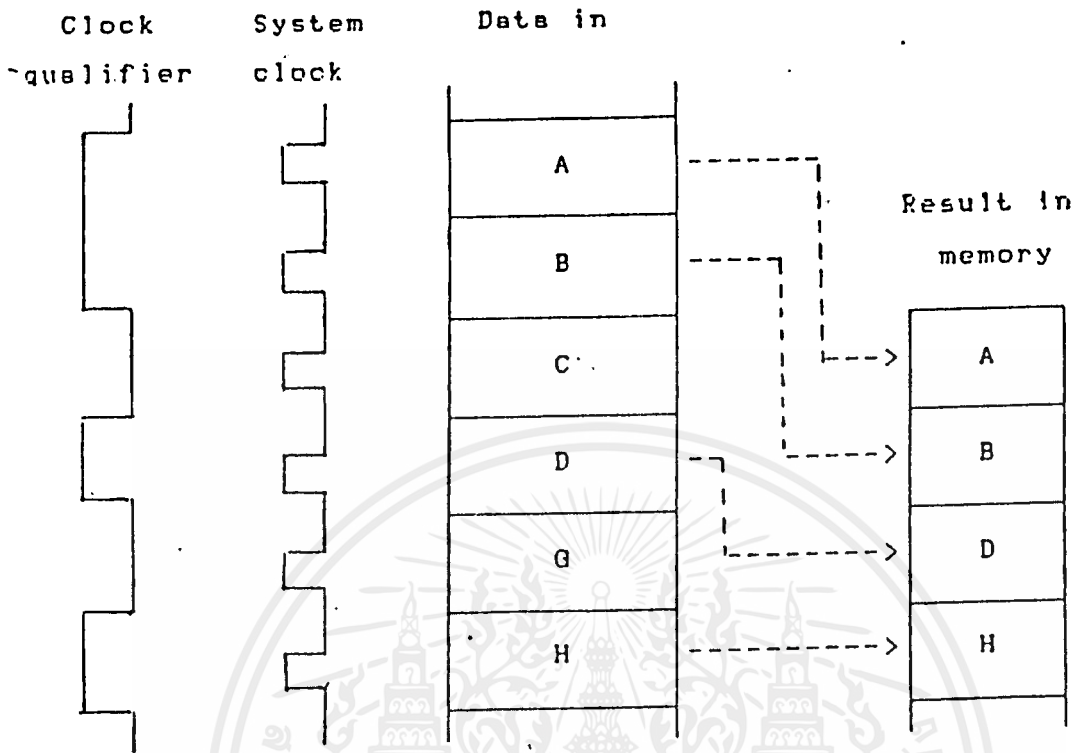 Clock
qualifier
System
clock
Data in
A
B
C
D
G
H
Result in
memory
A
B
D
H